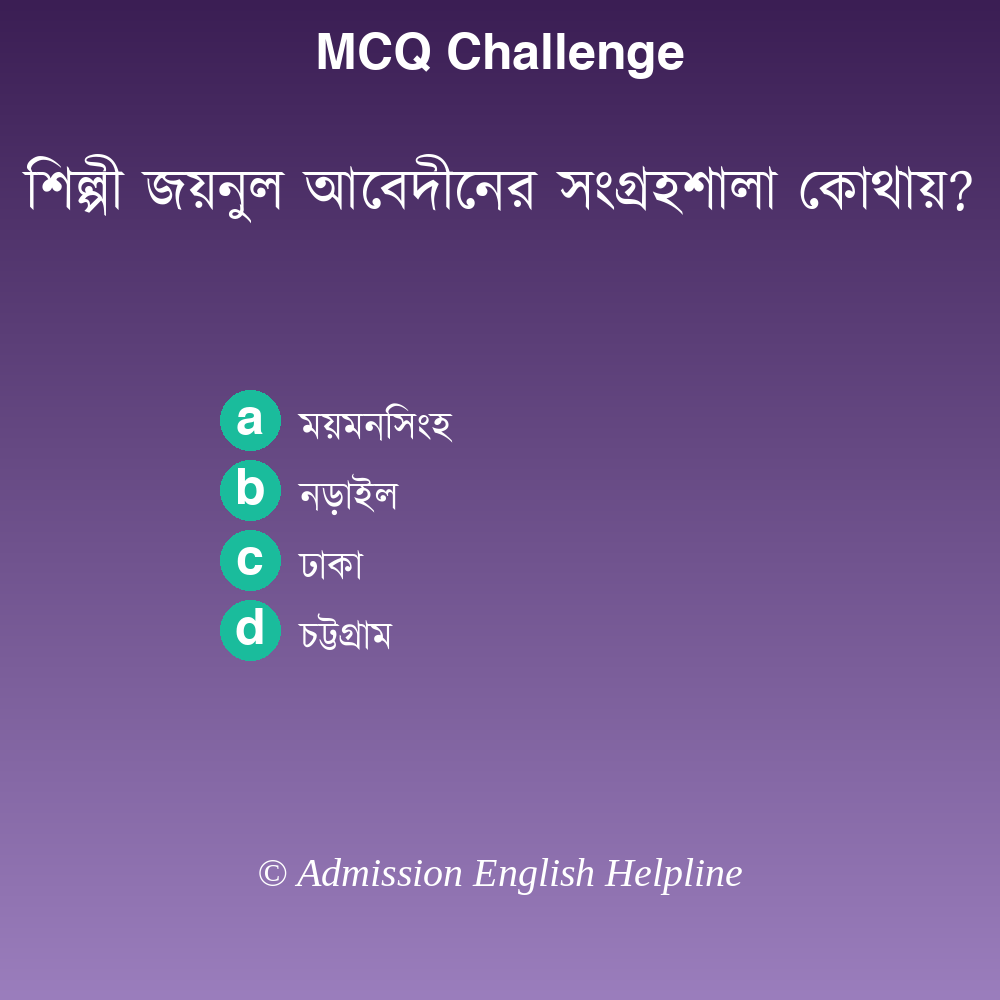 MCQ Challenge
শিল্পী জয়নুল আবেদীনের সংগ্রহশালা কোথায়?
a ময়মনসিংহ
b নড়াইল
c ঢাকা
d চট্টগ্রাম
© Admission English Helpline